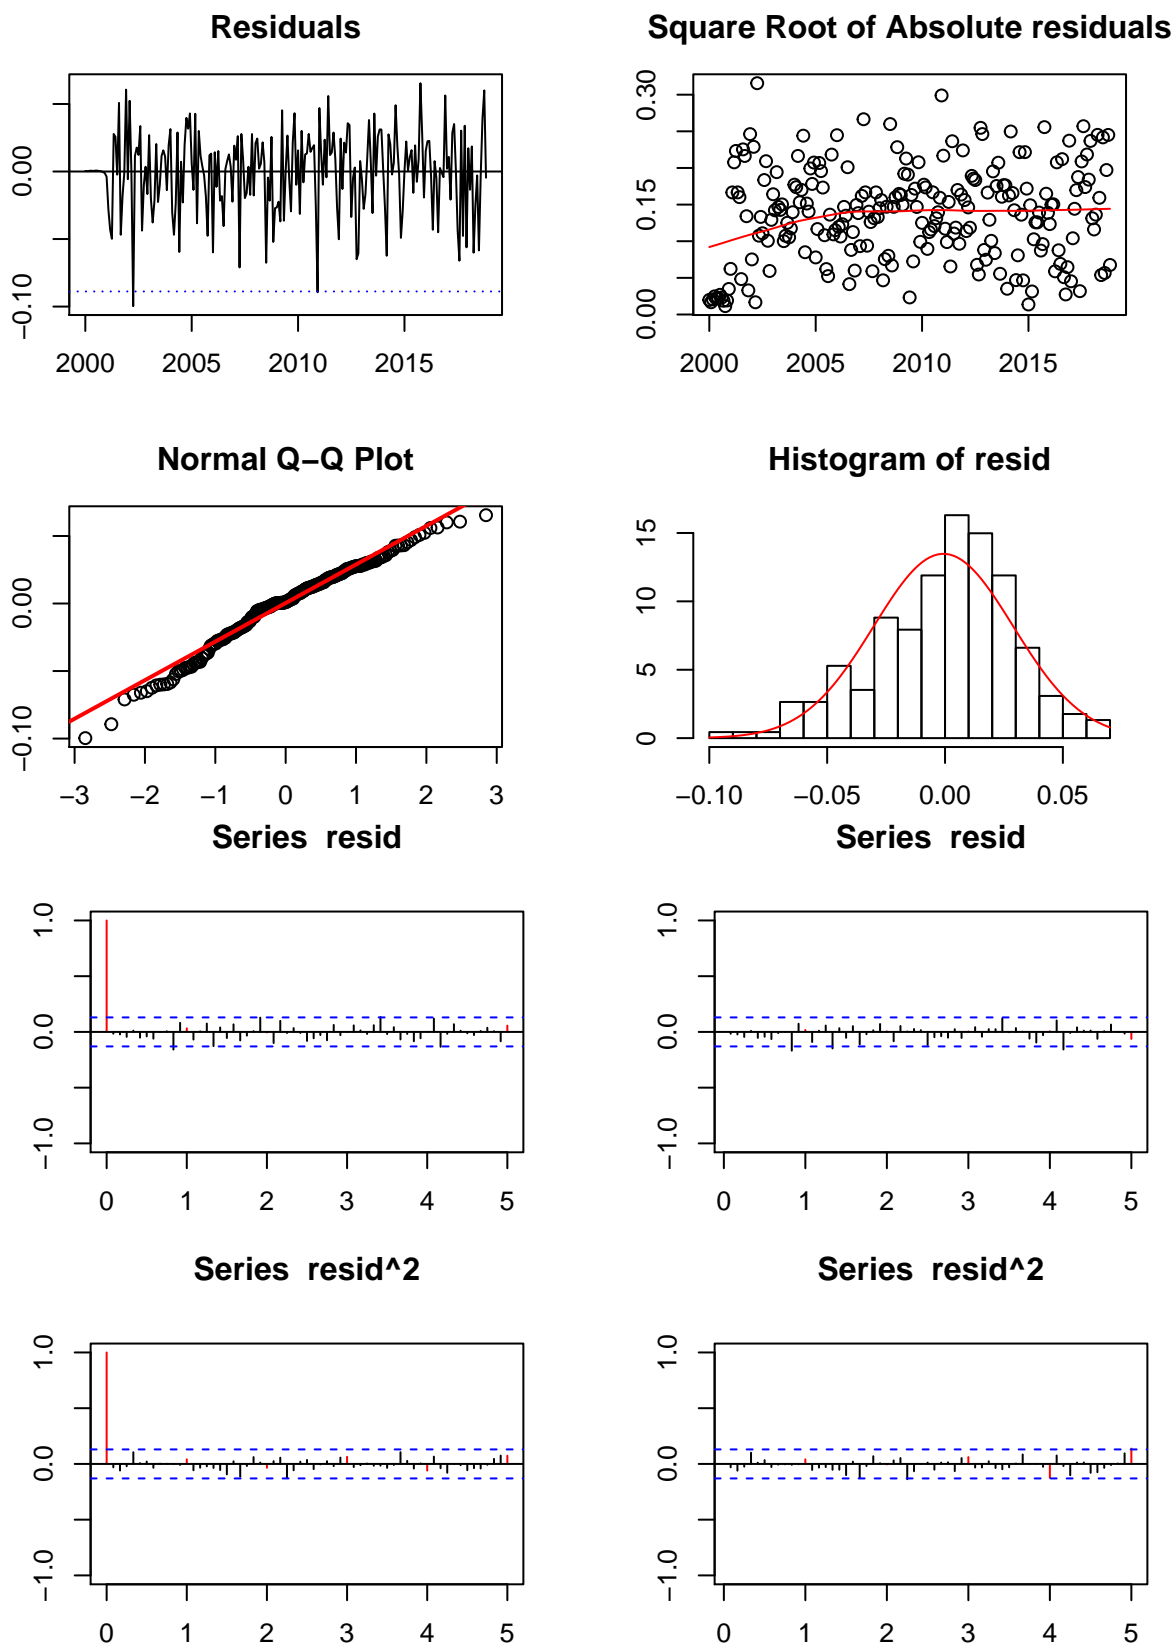 Residuals
0.00
−0.10
2000 2005 2010 2015
Square Root of Absolute residuals
0.30
0.15
0.00
2000 2005 2010 2015
Normal Q−Q Plot
0.00
−0.10
−3 −2 −1 0 1 2 3
Histogram of resid
15
10
5
0
−0.10 −0.05 0.00 0.05
Series resid
1.0
0.0
−1.0
0 1 2 3 4 5
Series resid
1.0
0.0
−1.0
0 1 2 3 4 5
Series resid^2
1.0
0.0
−1.0
0 1 2 3 4 5
Series resid^2
1.0
0.0
−1.0
0 1 2 3 4 5